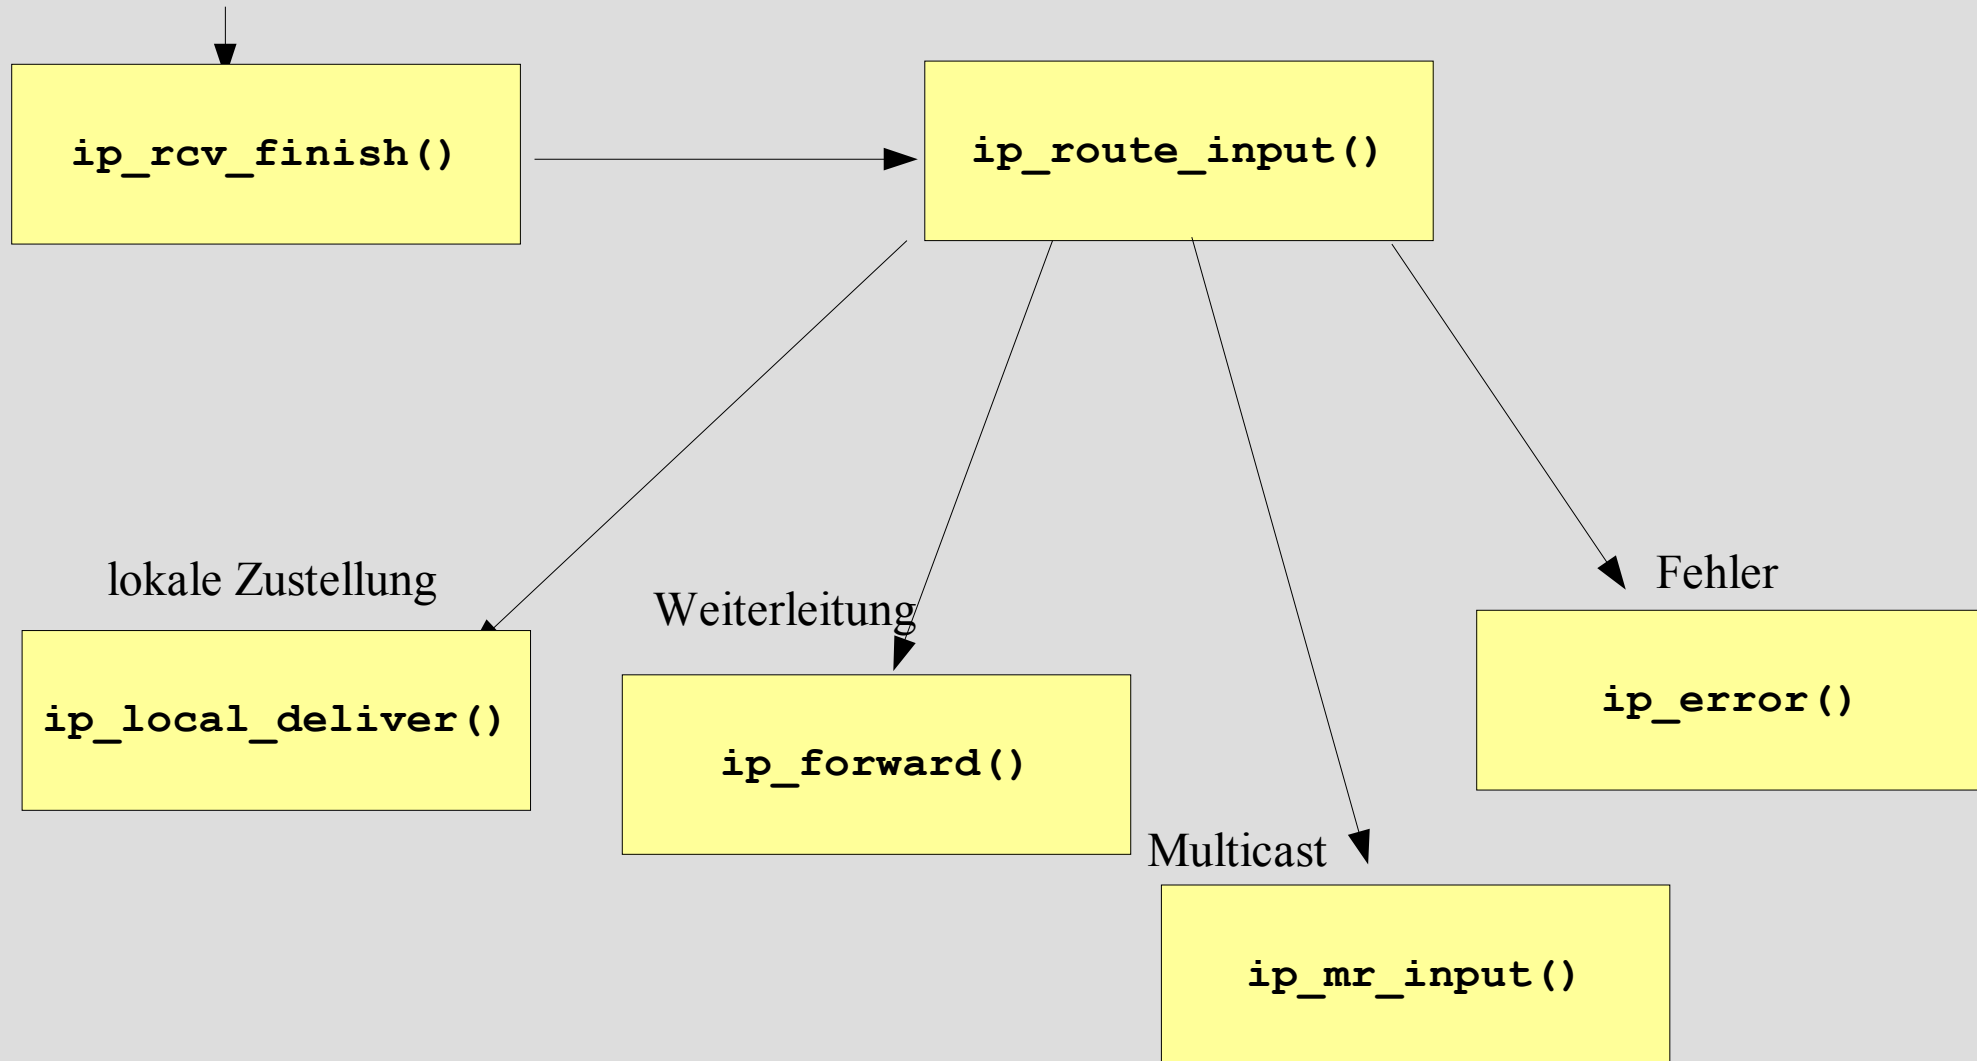 ip_rcv_finish()
ip_route_input()
lokale Zustellung
Weiterleitung
Fehler
ip_local_deliver()
ip_forward()
ip_error()
Multicast
ip_mr_input()